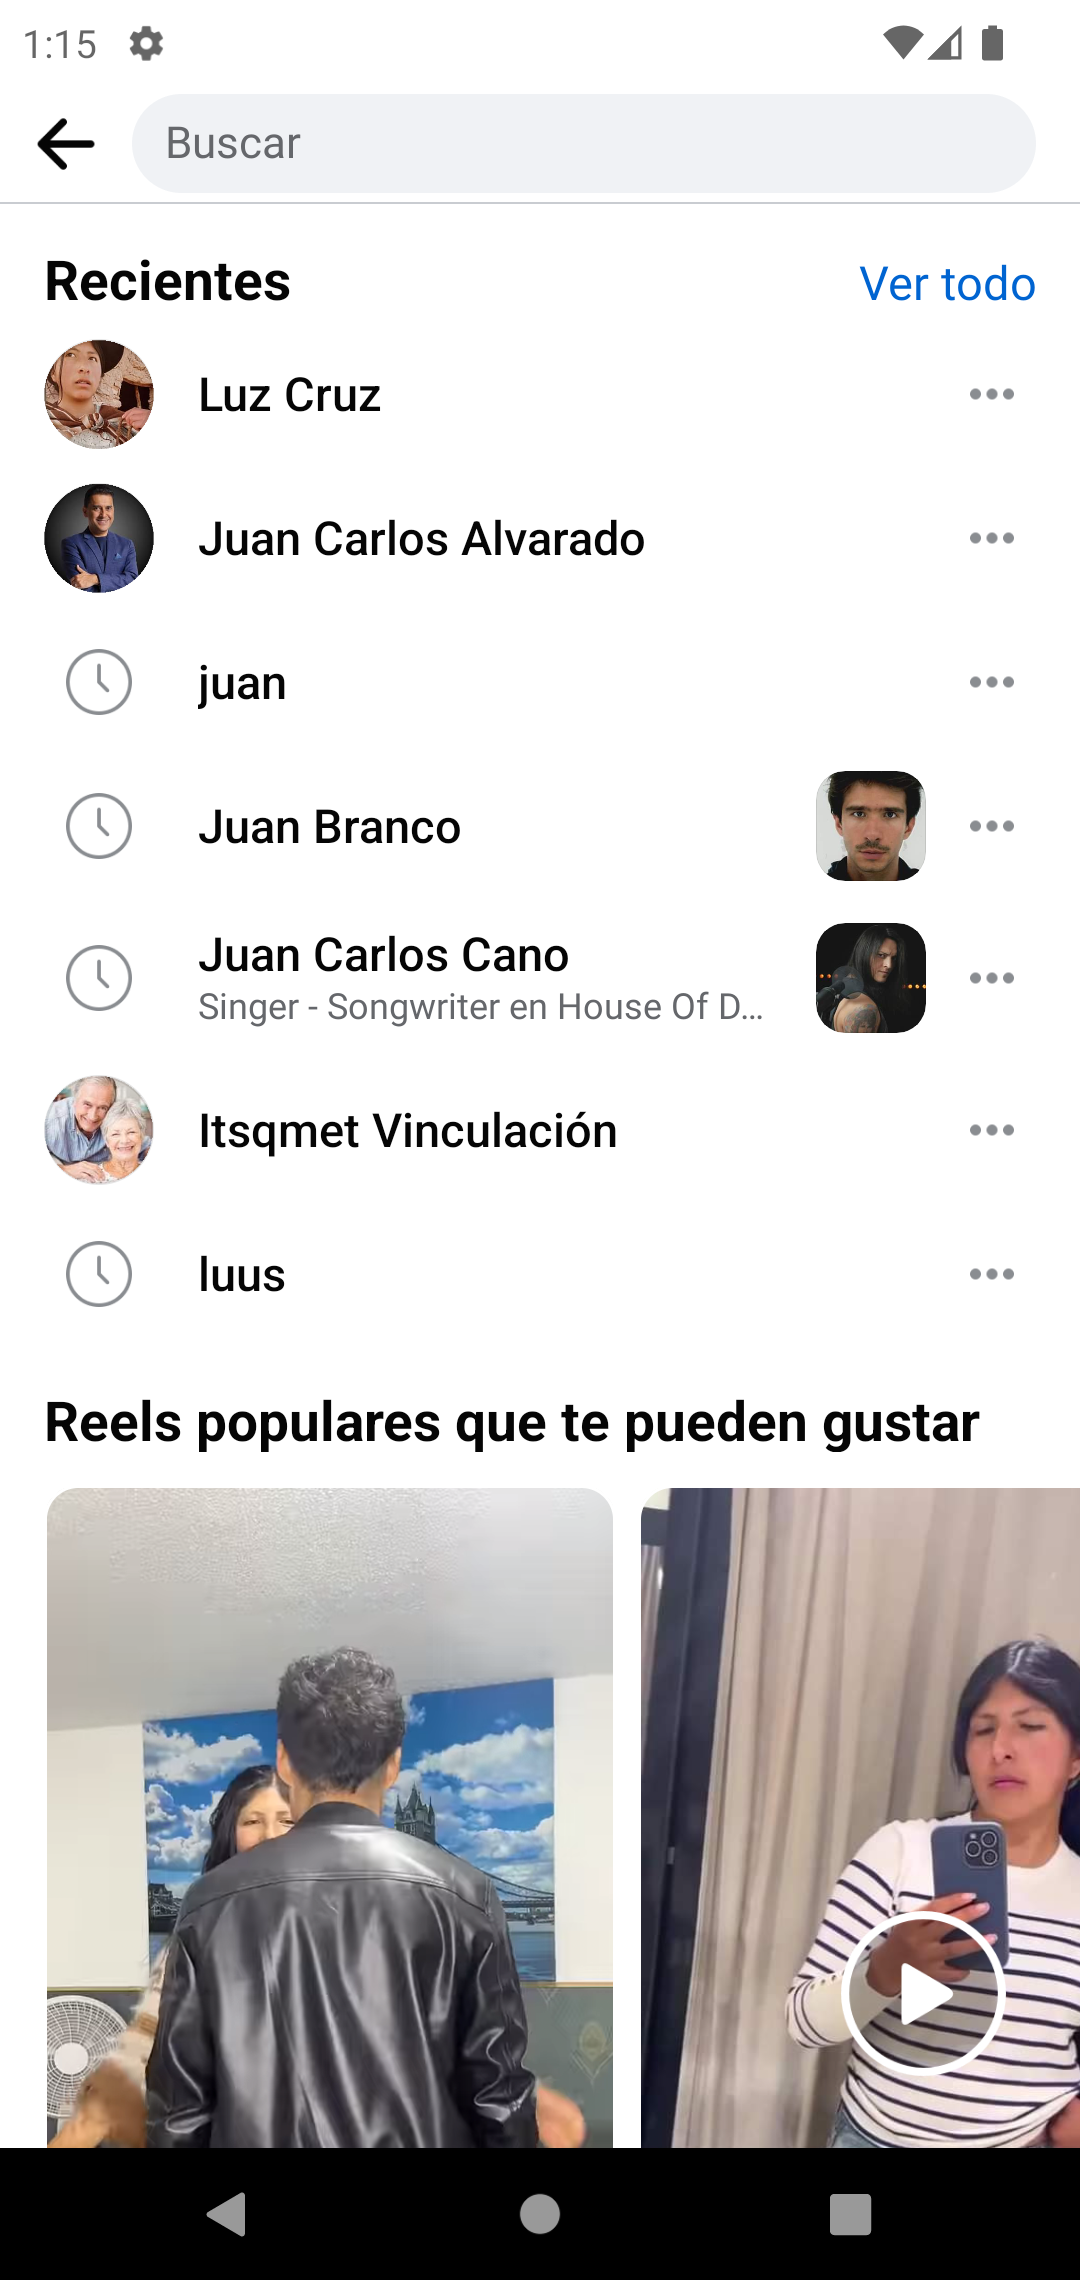 1:15
Buscar
Recientes
Ver todo
Luz Cruz
Juan Carlos Alvarado
juan
Juan Branco
Juan Carlos Cano
Singer - Songwriter en House Of D...
Itsqmet Vinculación
luus
Reels populares que te pueden gustar